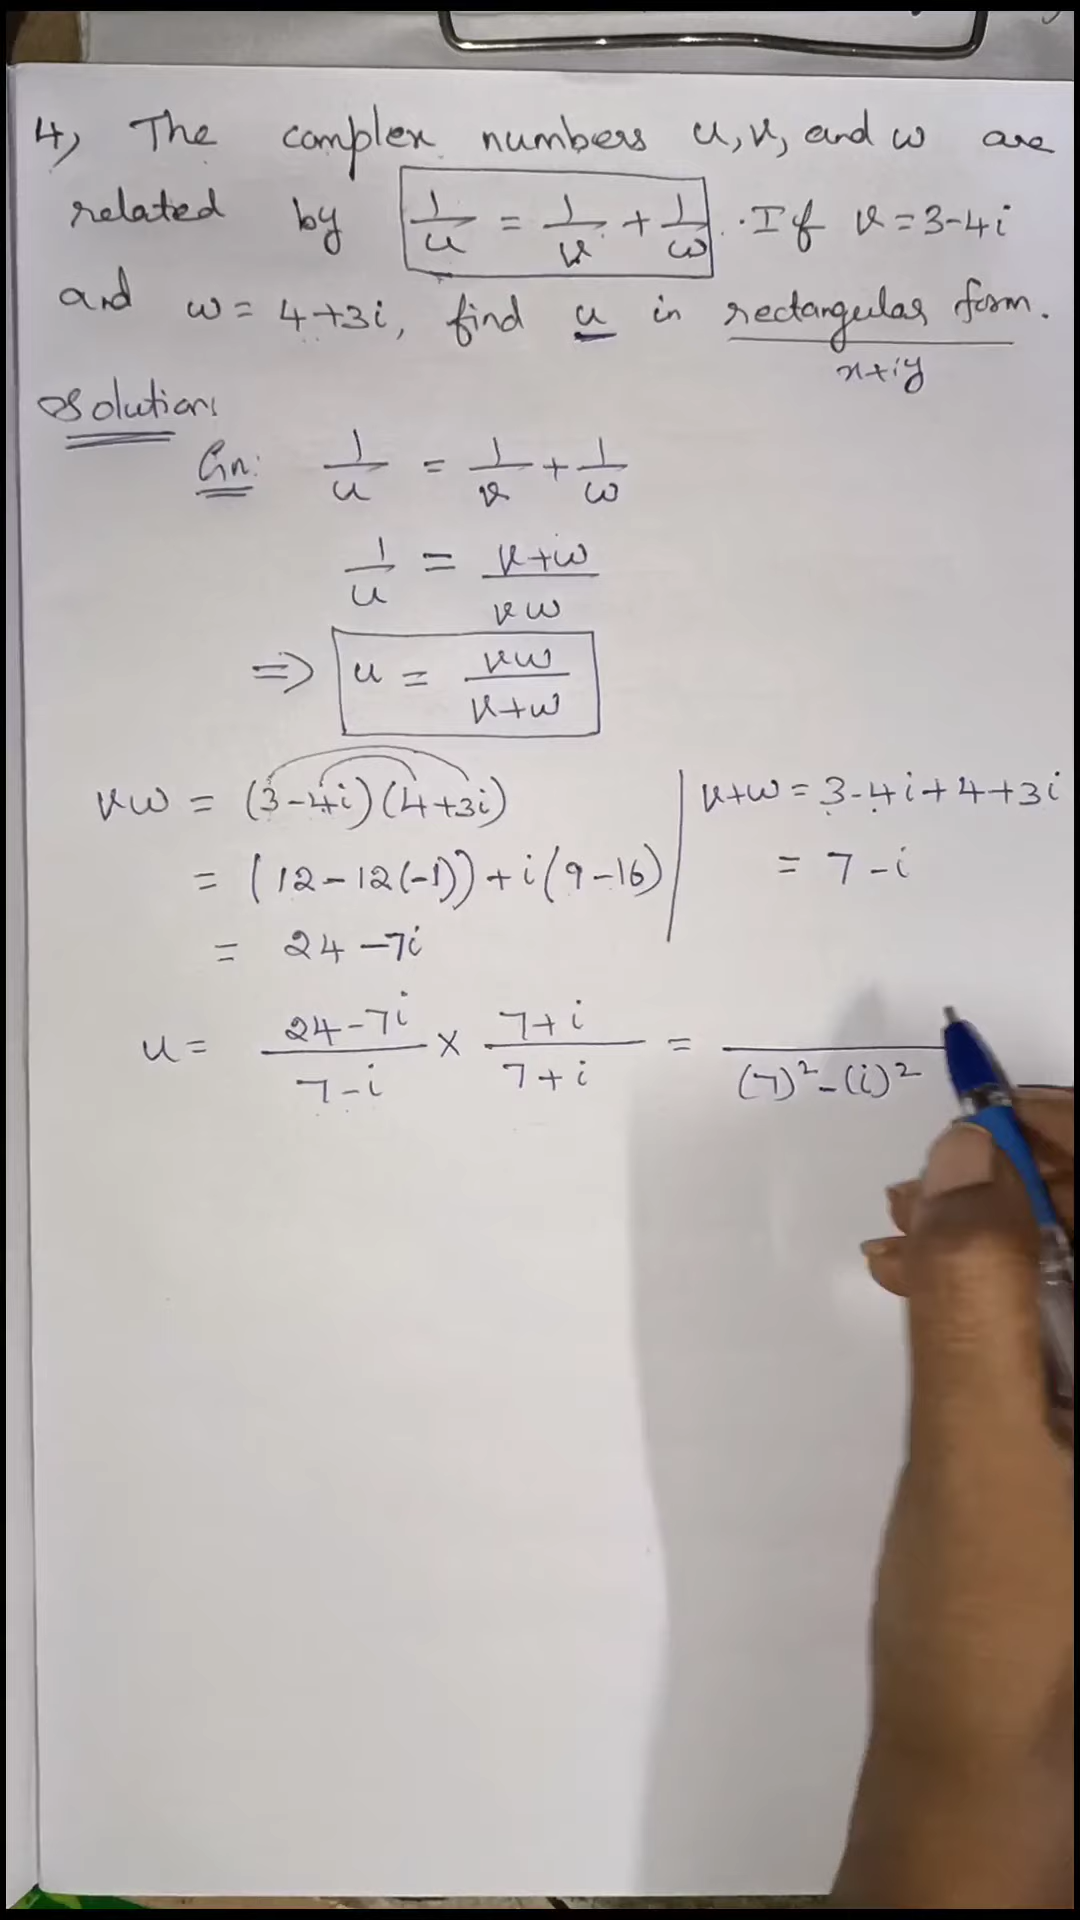 4) The complex numbers u, v, and w are
related by 1/u = 1/v + 1/w . If v = 3-4i
and w = 4+3i, find u in rectangular form.
x+iy
Solution:
Gn: 1/u = 1/v + 1/w
1/u = v+w/vw
=> u = vw/v+w
vw = (3-4i)(4+3i)
= (12-12(-1))+i(9-16)
= 24-7i
v+w = 3-4i+4+3i
= 7-i
u = 24-7i/7-i × 7+i/7+i = /(7)²-(i)²